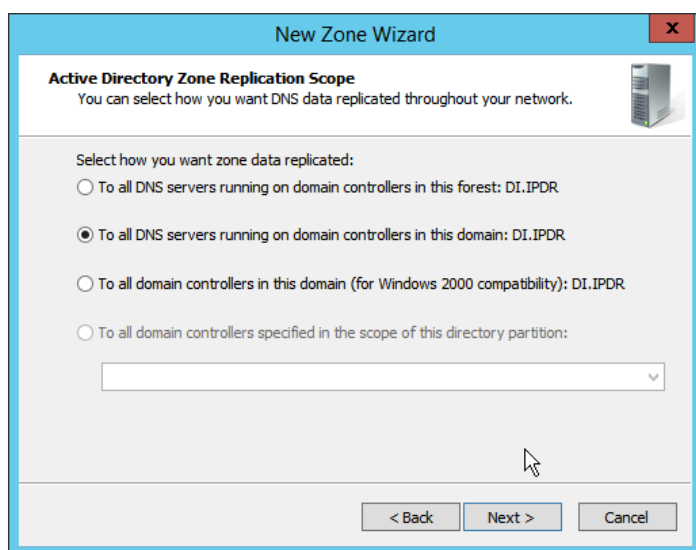 New Zone Wizard
x
Active Directory Zone Replication Scope
You can select how you want DNS data replicated throughout your network.
Select how you want zone data replicated:
To all DNS servers running on domain controllers in this forest: DI.IPDR
To all DNS servers running on domain controllers in this domain: DI.IPDR
To all domain controllers in this domain (for Windows 2000 compatibility): DI.IPDR
To all domain controllers specified in the scope of this directory partition:
< Back Next > Cancel